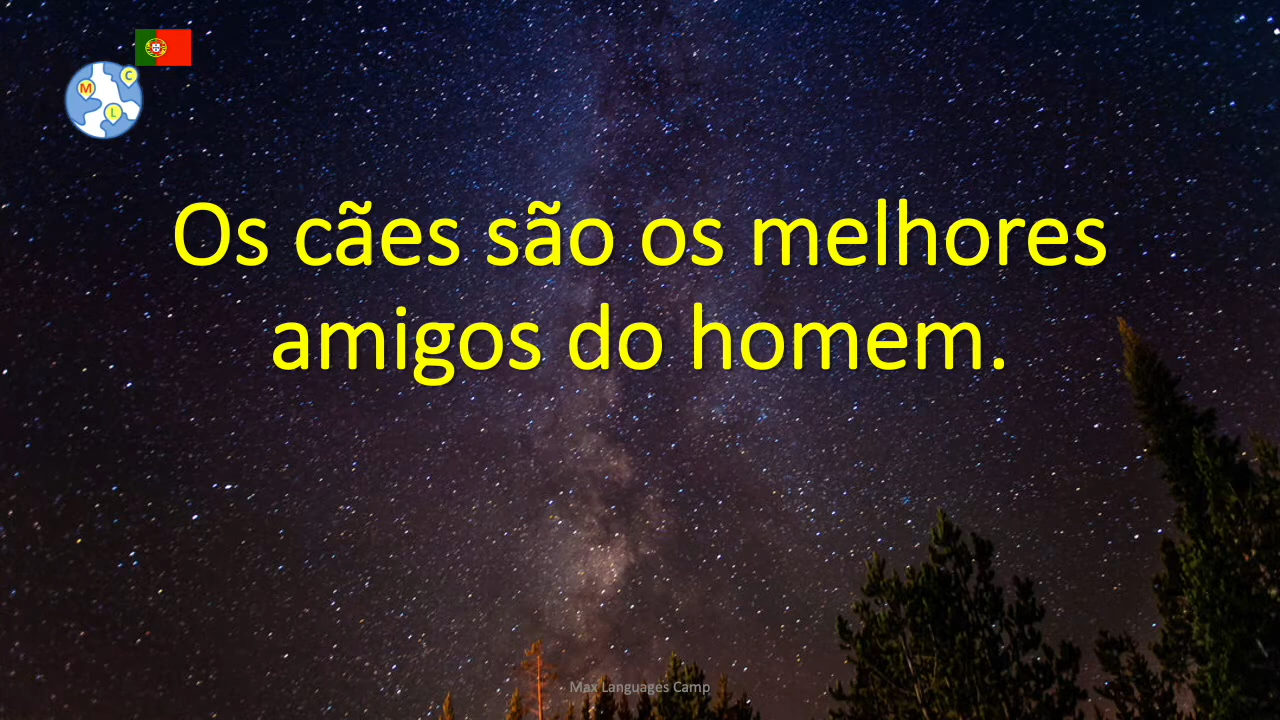 M
C
L
Os cães são os melhores
amigos do homem.
Max Languages Camp